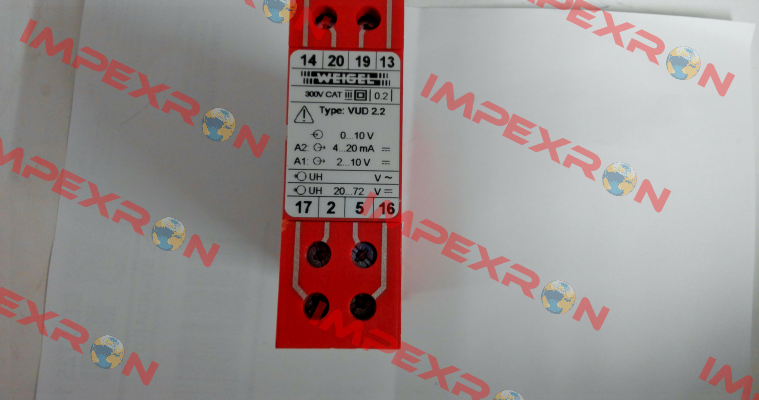 14 20 19 13
WEIGEL
300V CAT III 0.2
Type: VUD 2.2
0...10 V
A2: 4...20 mA
A1: 2...10 V
UH V ~
UH 20...72 V
17 2 5 16
IMPEXRON
IMPEXRON
IMPEXRON
IMPEXRON
IMPEXRON
IMPEXRON
IMPEXRON